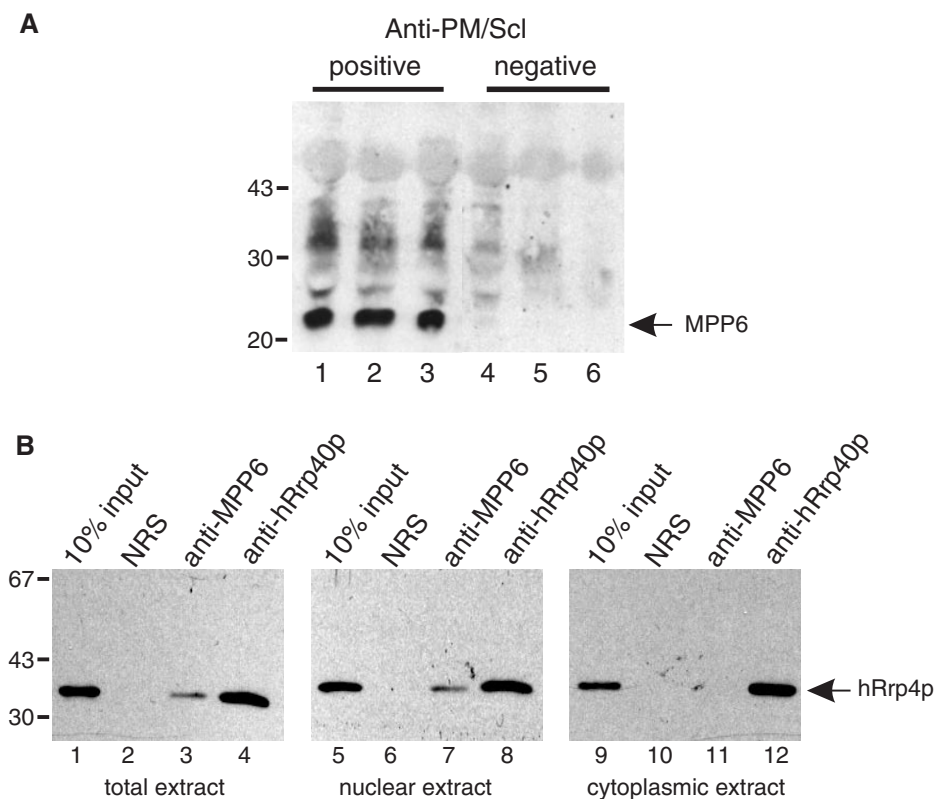 A
Anti-PM/Scl
positive negative
43
30
20
MPP6
1 2 3 4 5 6
B
10% input NRS anti-MPP6 anti-hRrp40p 10% input NRS anti-MPP6 anti-hRrp40p 10% input NRS anti-MPP6 anti-hRrp40p
67
43
30
hRrp4p
1 2 3 4 5 6 7 8 9 10 11 12
total extract nuclear extract cytoplasmic extract